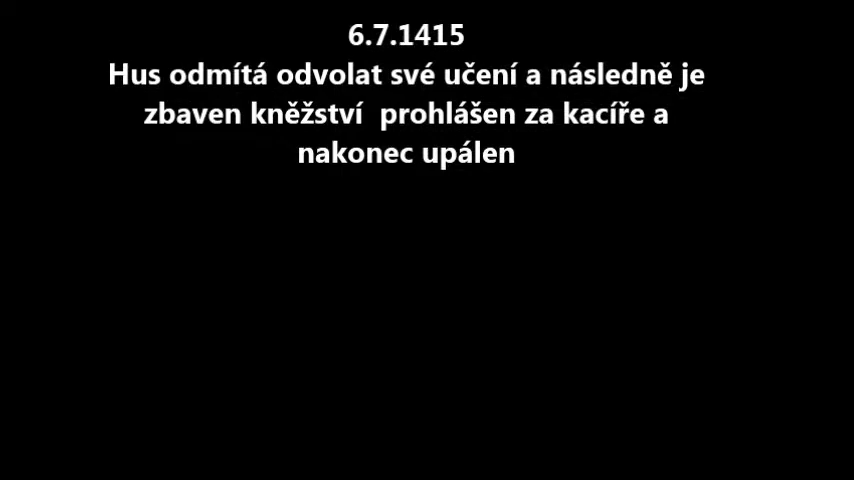 6.7.1415
Hus odmítá odvolat své učení a následně je
zbaven kněžství  prohlášen za kacíře a
nakonec upálen